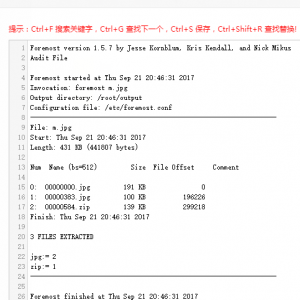 提示：Ctrl+F 搜索关键字，Ctrl+G 查找下一个，Ctrl+S 保存，Ctrl+Shift+R 查找替换!
1 Foremost version 1.5.7 by Jesse Kornblum, Kris Kendall, and Nick Mikus
2 Audit File
3
4 Foremost started at Thu Sep 21 20:46:31 2017
5 Invocation: foremost m.jpg
6 Output directory: /root/output
7 Configuration file: /etc/foremost.conf
8
9 File: m.jpg
10 Start: Thu Sep 21 20:46:31 2017
11 Length: 431 KB (441807 bytes)
12
13 Num Name (bs=512) Size File Offset Comment
14
15 0: 00000000.jpg 191 KB 0
16 1: 00000383.jpg 100 KB 196226
17 2: 00000584.zip 139 KB 299218
18 Finish: Thu Sep 21 20:46:31 2017
19
20 3 FILES EXTRACTED
21
22 jpg:= 2
23 zip:= 1
24
25
26 Foremost finished at Thu Sep 21 20:46:31 2017